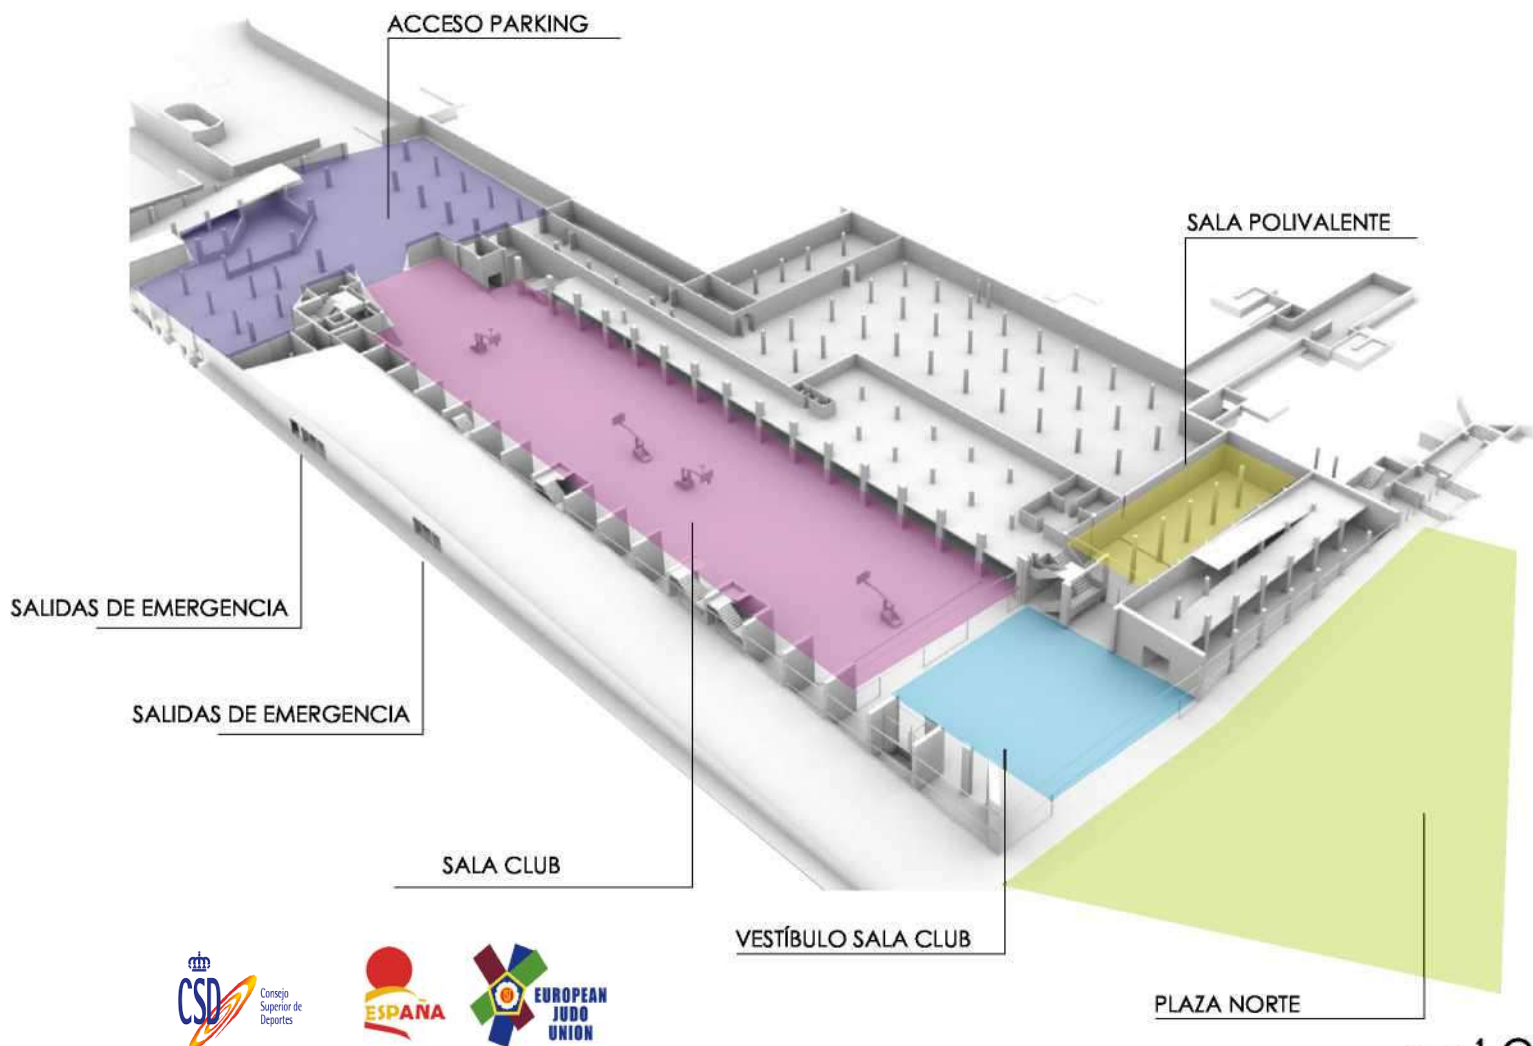 ACCESO PARKING
SALA POLIVALENTE
SALIDAS DE EMERGENCIA
SALIDAS DE EMERGENCIA
SALA CLUB
VESTÍBULO SALA CLUB
PLAZA NORTE
CSD
Consejo
Superior de
Deportes
ESPAÑA
EUROPEAN
JUDO
UNION